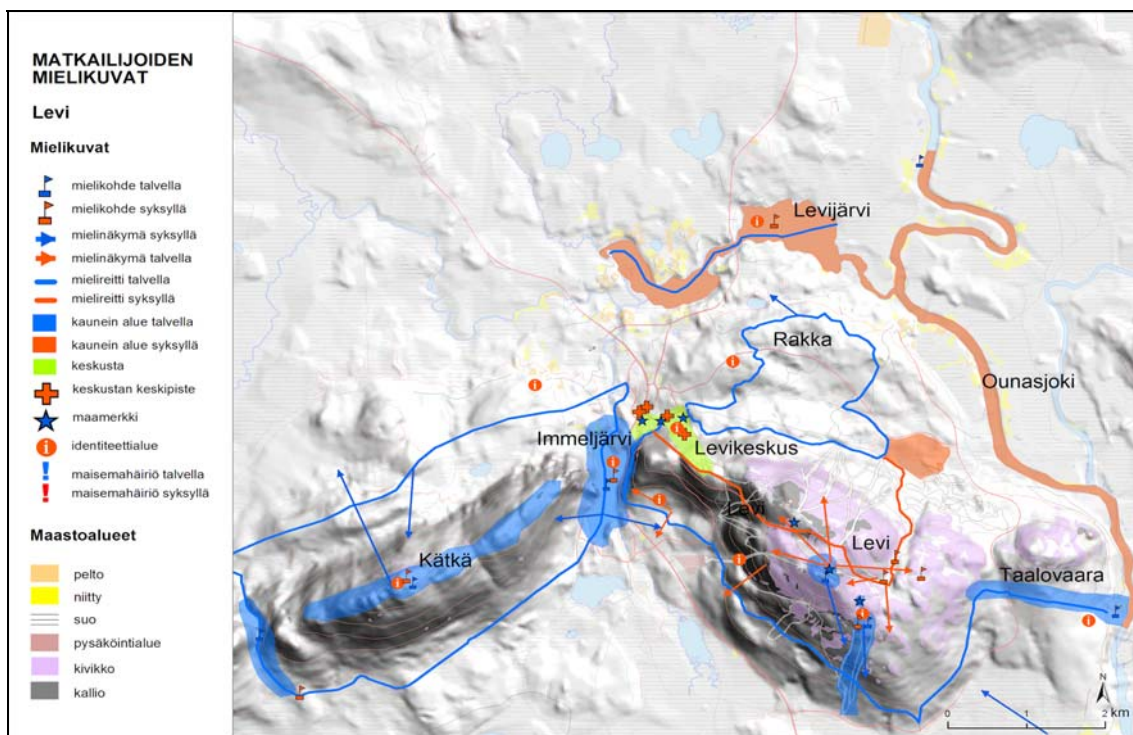 MATKAILIJOIDEN
MIELIKUVAT
Levi
Mielikuvat
mielikohde talvella
mielikohde syksyllä
mielinäkymä syksyllä
mielinäkymä talvella
mielireitti talvella
mielireitti syksyllä
kaunein alue talvella
kaunein alue syksyllä
keskusta
keskustan keskipiste
maamerkki
identiteettialue
maisemahäiriö talvella
maisemahäiriö syksyllä
Maastoalueet
pelto
niitty
suo
pysäköintialue
kivikko
kallio
Levijärvi
Rakka
Ounasjoki
Immeljärvi
Levikeskus
Levi
Levi
Kätkä
Taalovaara
N
0 1 2 km